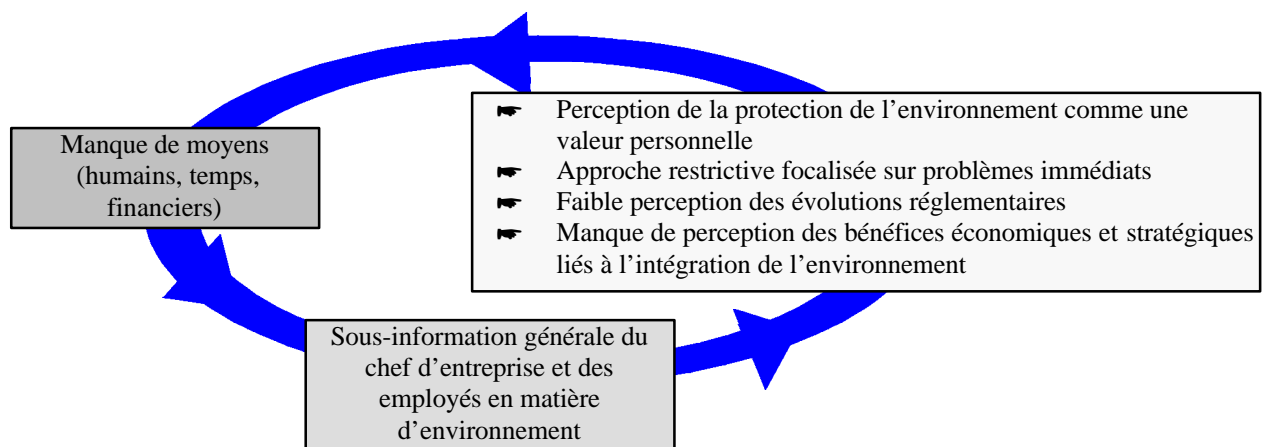 Perception de la protection de l’environnement comme une
valeur personnelle
Approche restrictive focalisée sur problèmes immédiats
Faible perception des évolutions réglementaires
Manque de perception des bénéfices économiques et stratégiques
liés à l’intégration de l’environnement
Manque de moyens
(humains, temps,
financiers)
Sous-information générale du
chef d’entreprise et des
employés en matière
d’environnement